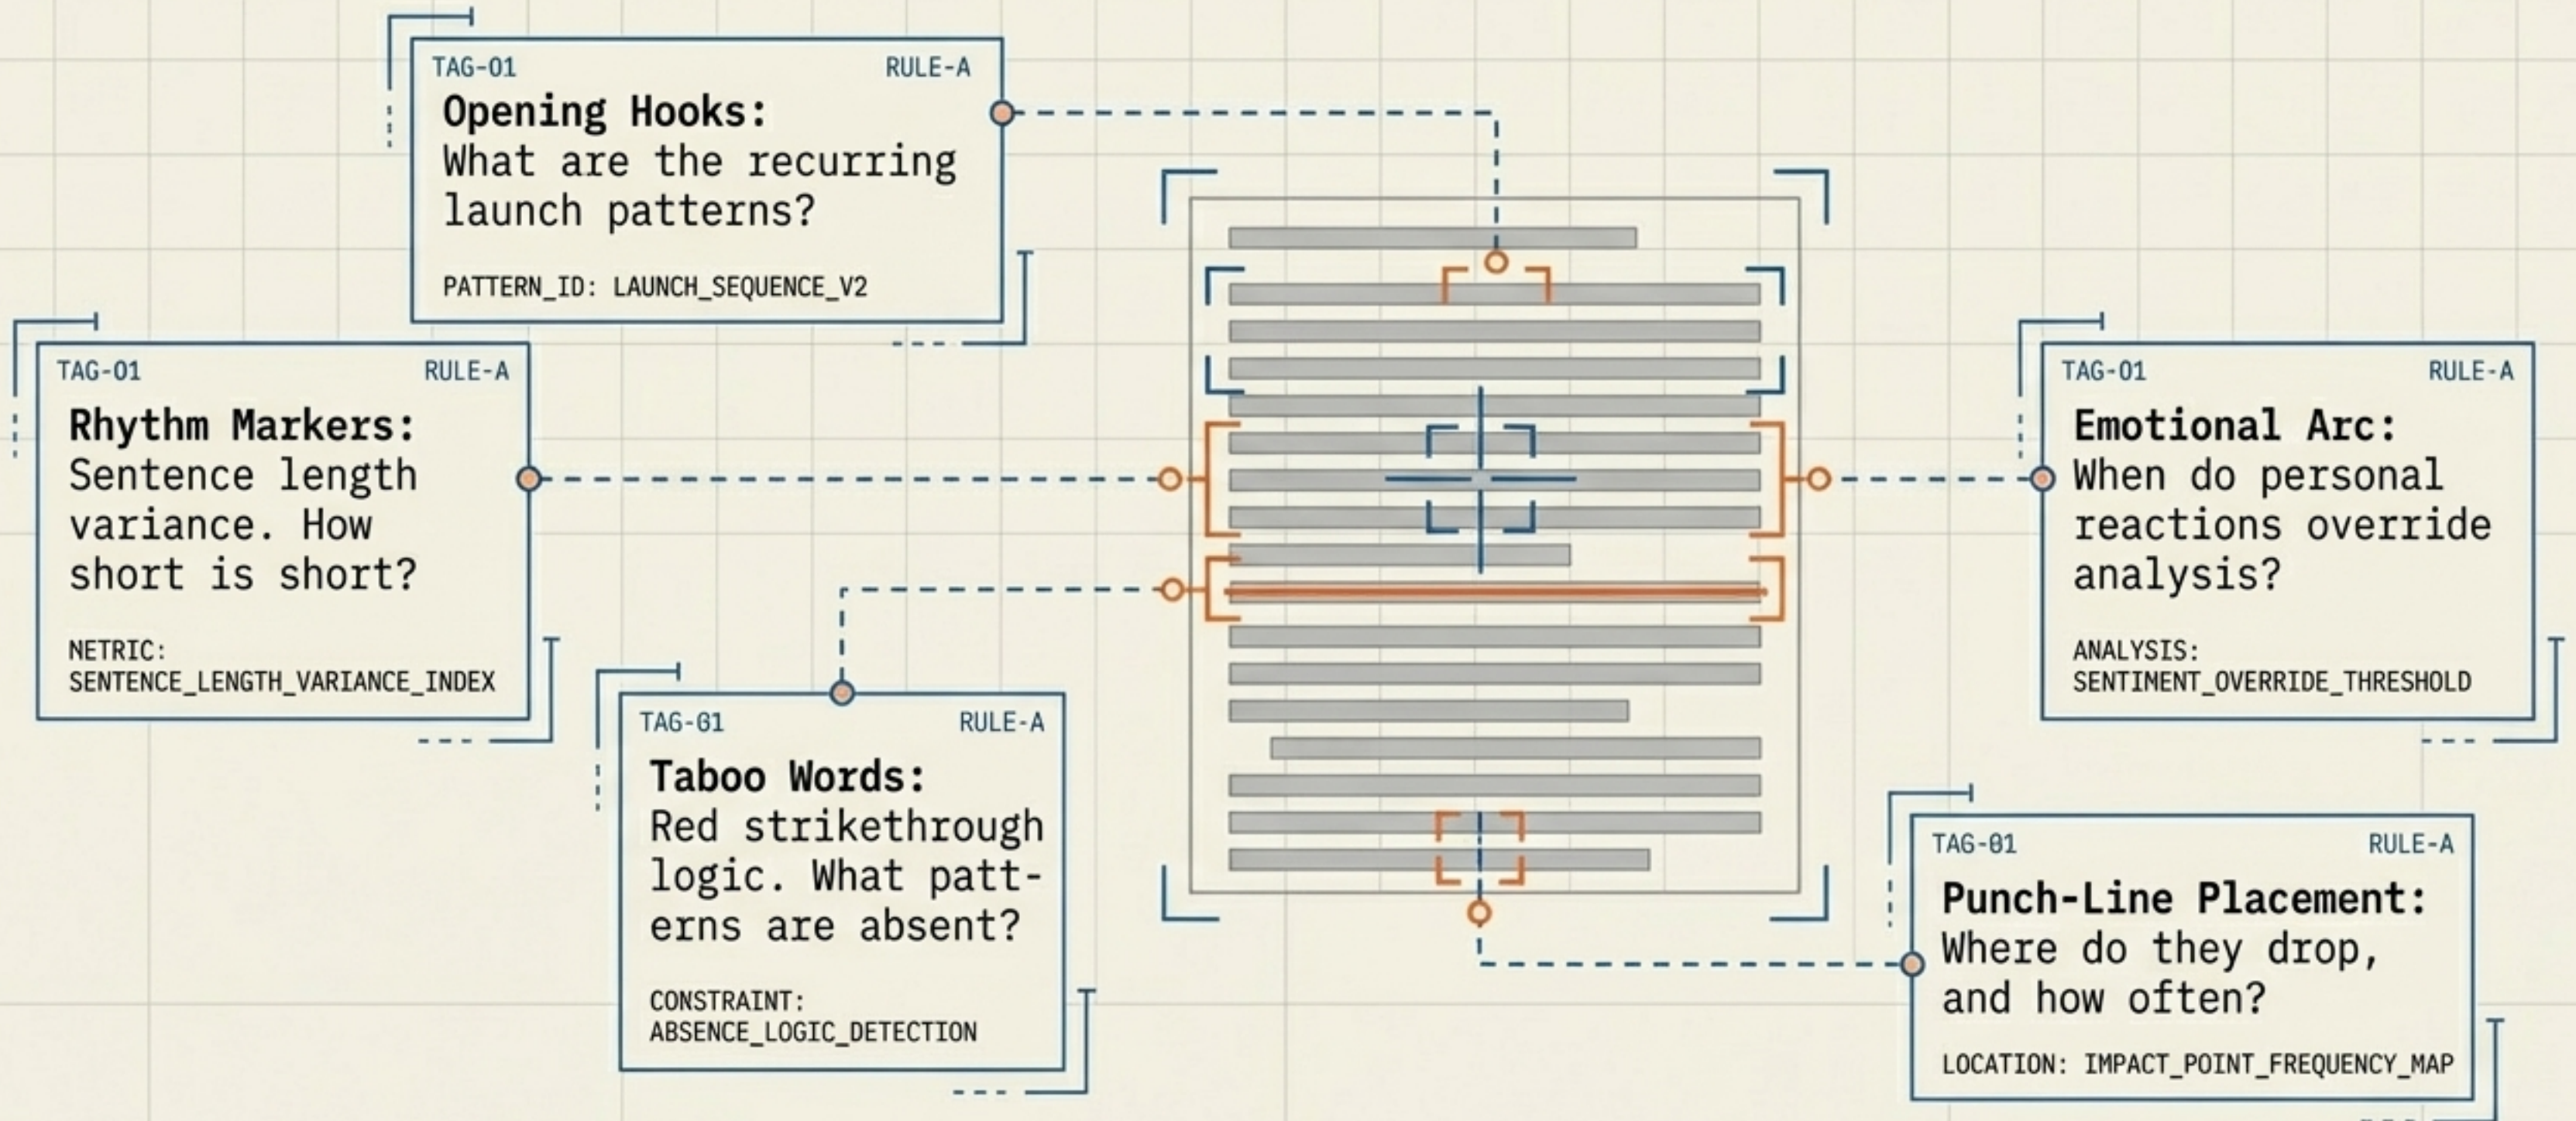 TAG-01 RULE-A
Opening Hooks:
What are the recurring
launch patterns?
PATTERN_ID: LAUNCH_SEQUENCE_V2
TAG-01 RULE-A
Rhythm Markers:
Sentence length
variance. How
short is short?
NETRIC:
SENTENCE_LENGTH_VARIANCE_INDEX
TAG-01 RULE-A
Emotional Arc:
When do personal
reactions override
analysis?
ANALYSIS:
SENTIMENT_OVERRIDE_THRESHOLD
TAG-01 RULE-A
Taboo Words:
Red strikethrough
logic. What patt-
erns are absent?
CONSTRAINT:
ABSENCE_LOGIC_DETECTION
TAG-01 RULE-A
Punch-Line Placement:
Where do they drop,
and how often?
LOCATION: IMPACT_POINT_FREQUENCY_MAP